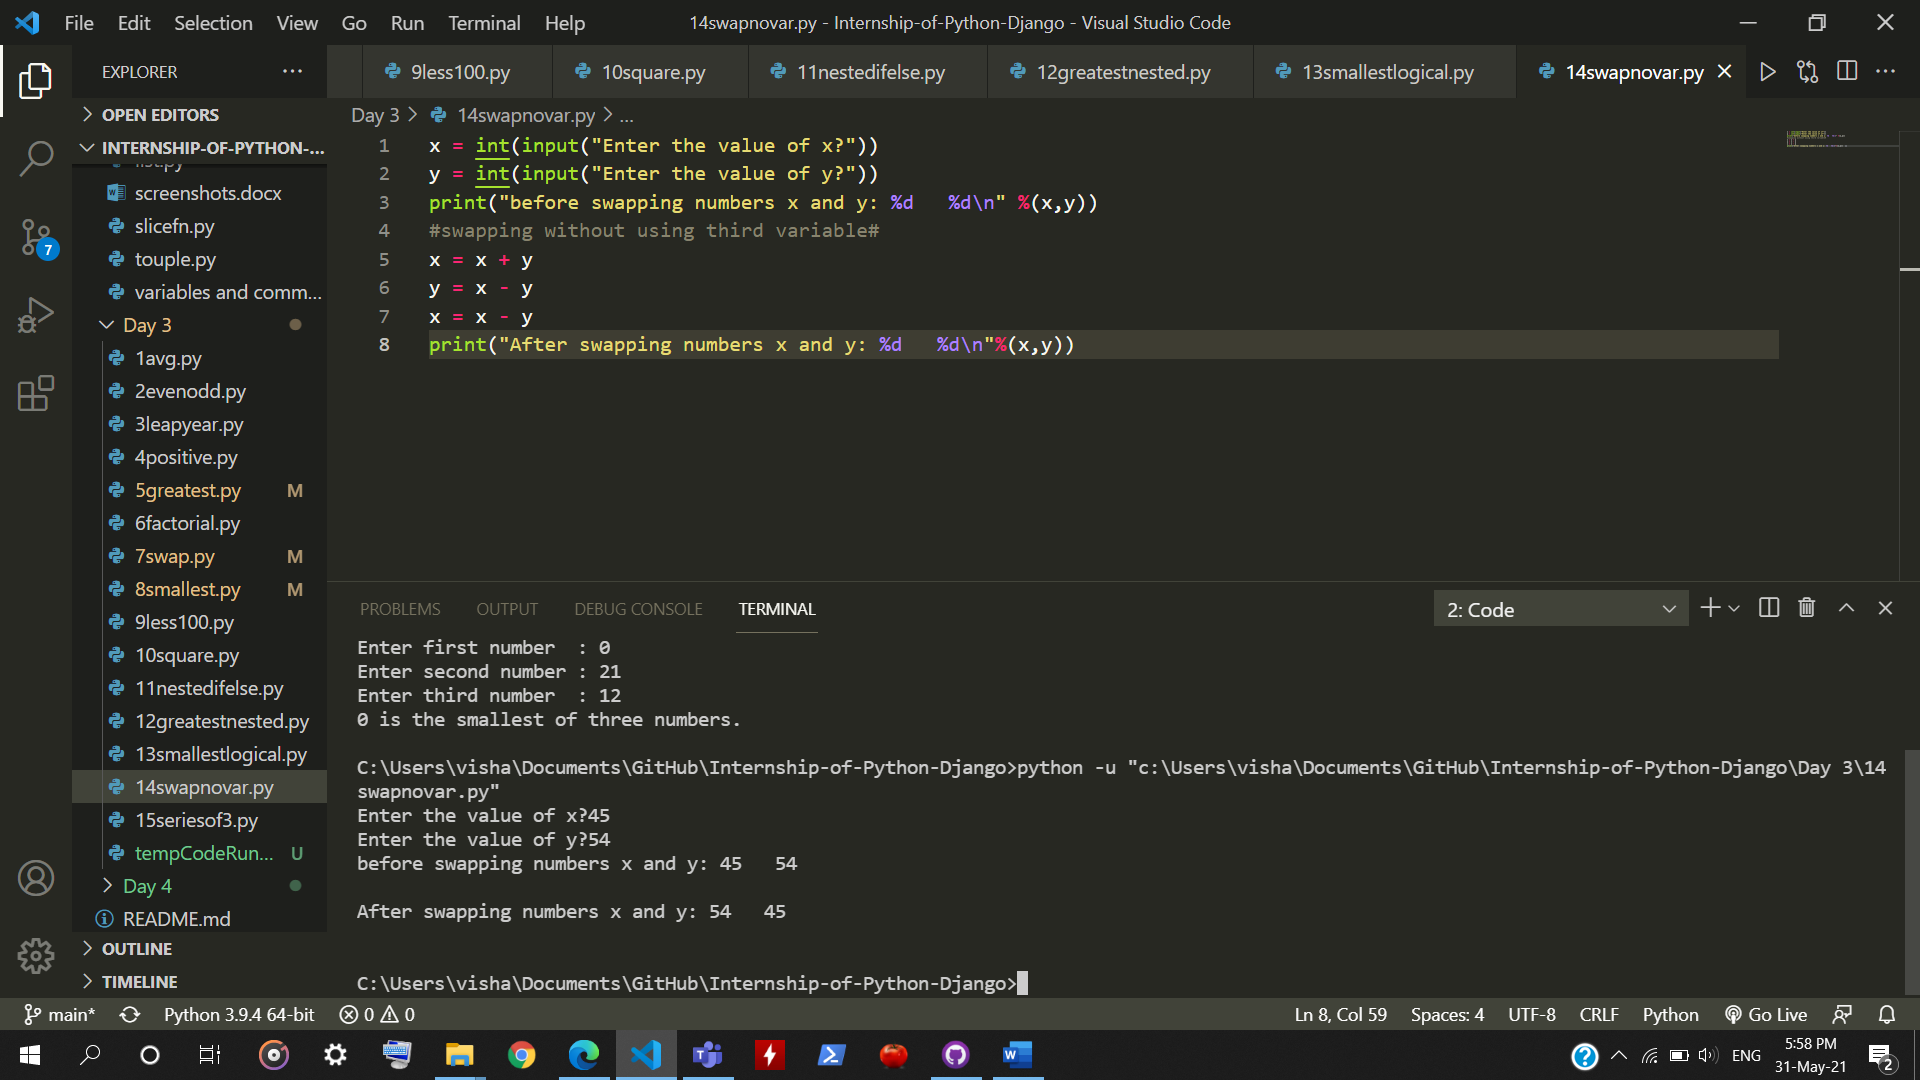 File Edit Selection View Go Run Terminal Help
14swapnovar.py - Internship-of-Python-Django - Visual Studio Code
EXPLORER
9less100.py 10square.py 11nestedifelse.py 12greatestnested.py 13smallestlogical.py 14swapnovar.py
OPEN EDITORS
INTERNSHIP-OF-PYTHON-...
list.py
screenshots.docx
slicefn.py
touple.py
variables and comm...
Day 3
1avg.py
2evenodd.py
3leapyear.py
4positive.py
5greatest.py M
6factorial.py
7swap.py M
8smallest.py M
9less100.py
10square.py
11nestedifelse.py
12greatestnested.py
13smallestlogical.py
14swapnovar.py
15seriesof3.py
tempCodeRun... U
Day 4
README.md
OUTLINE
TIMELINE
7
Day 3 > 14swapnovar.py > ...
1 x = int(input("Enter the value of x?"))
2 y = int(input("Enter the value of y?"))
3 print("before swapping numbers x and y: %d   %d\n" %(x,y))
4 #swapping without using third variable#
5 x = x + y
6 y = x - y
7 x = x - y
8 print("After swapping numbers x and y: %d   %d\n"%(x,y))
PROBLEMS OUTPUT DEBUG CONSOLE TERMINAL
2: Code
Enter first number  : 0
Enter second number : 21
Enter third number  : 12
0 is the smallest of three numbers.
C:\Users\visha\Documents\GitHub\Internship-of-Python-Django>python -u "c:\Users\visha\Documents\GitHub\Internship-of-Python-Django\Day 3\14
swapnovar.py"
Enter the value of x?45
Enter the value of y?54
before swapping numbers x and y: 45   54
After swapping numbers x and y: 54   45
C:\Users\visha\Documents\GitHub\Internship-of-Python-Django>
main* Python 3.9.4 64-bit 0 0
Ln 8, Col 59 Spaces: 4 UTF-8 CRLF Python Go Live
ENG
5:58 PM
31-May-21
2